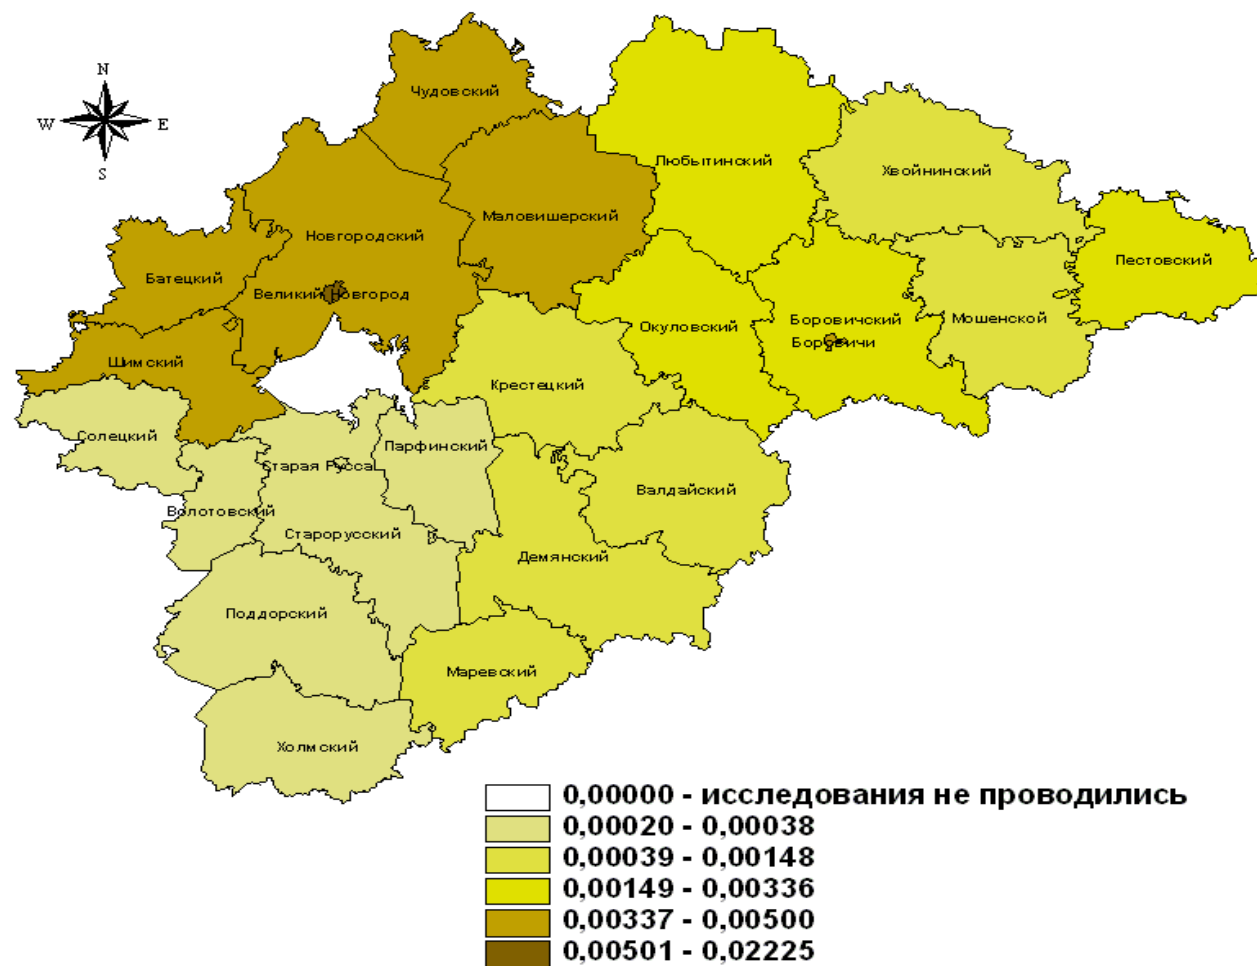 Чудовский
N
W
E
S
Любытинский
Хвойнинский
Маловишерский
Новгородский
Батецкий
Пестовский
Великий Новгород
Мошенской
Окуловский
Боровичский
Боровичи
Шимский
Крестецкий
Солецкий
Парфинский
Старая Русса
Валдайский
Волотовский
Старорусский
Демянский
Поддорский
Маревский
Холмский
0,00000 - исследования не проводились
0,00020 - 0,00038
0,00039 - 0,00148
0,00149 - 0,00336
0,00337 - 0,00500
0,00501 - 0,02225